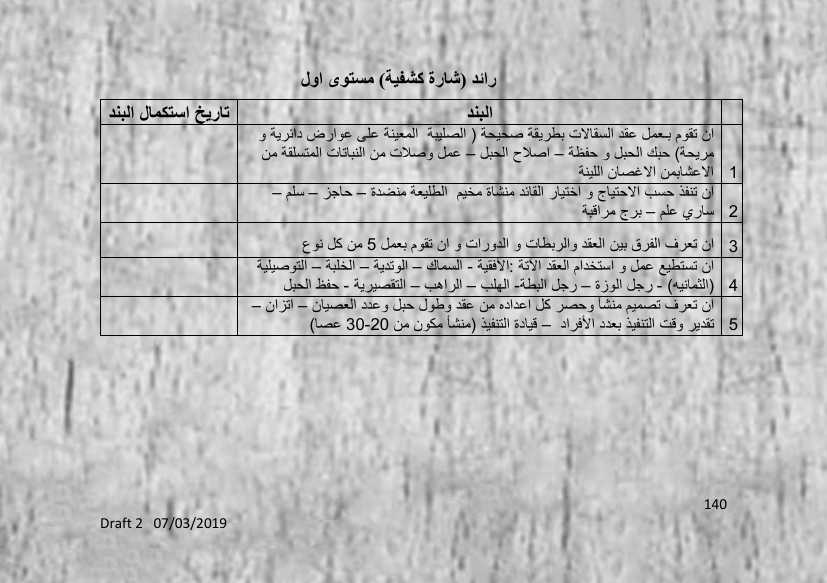 رائد (شارة كشفية) مستوى اول
البند
تاريخ استكمال البند
1
ان تقوم بعمل عقد السقالات بطريقة صحيحة ( الصليبة المعينة على عوارض دائرية و
مريحة) حبك الحبل و حفظة – اصلاح الحبل – عمل وصلات من النباتات المتسلقة من
الاعشابمن الاغصان اللينة
2
ان تنفذ حسب الاحتياج و اختيار القائد منشاة مخيم الطليعة منضدة – حاجز – سلم –
ساري علم – برج مراقبة
3
ان تعرف الفرق بين العقد والربطات و الدورات و ان تقوم بعمل 5 من كل نوع
4
ان تستطيع عمل و استخدام العقد الاتة :الأفقية - السماك – الوتدية – الخلبة – التوصيلية
(الثمانيه) - رجل الوزة – رجل البطة- الهلب – الراهب – التقصيرية - حفظ الحبل
5
ان تعرف تصميم منشأ وحصر كل اعداده من عقد وطول حبل وعدد العصيان – اتزان –
تقدير وقت التنفيذ بعدد الأفراد – قيادة التنفيذ (منشأ مكون من 20-30 عصا)
140
Draft 2 07/03/2019